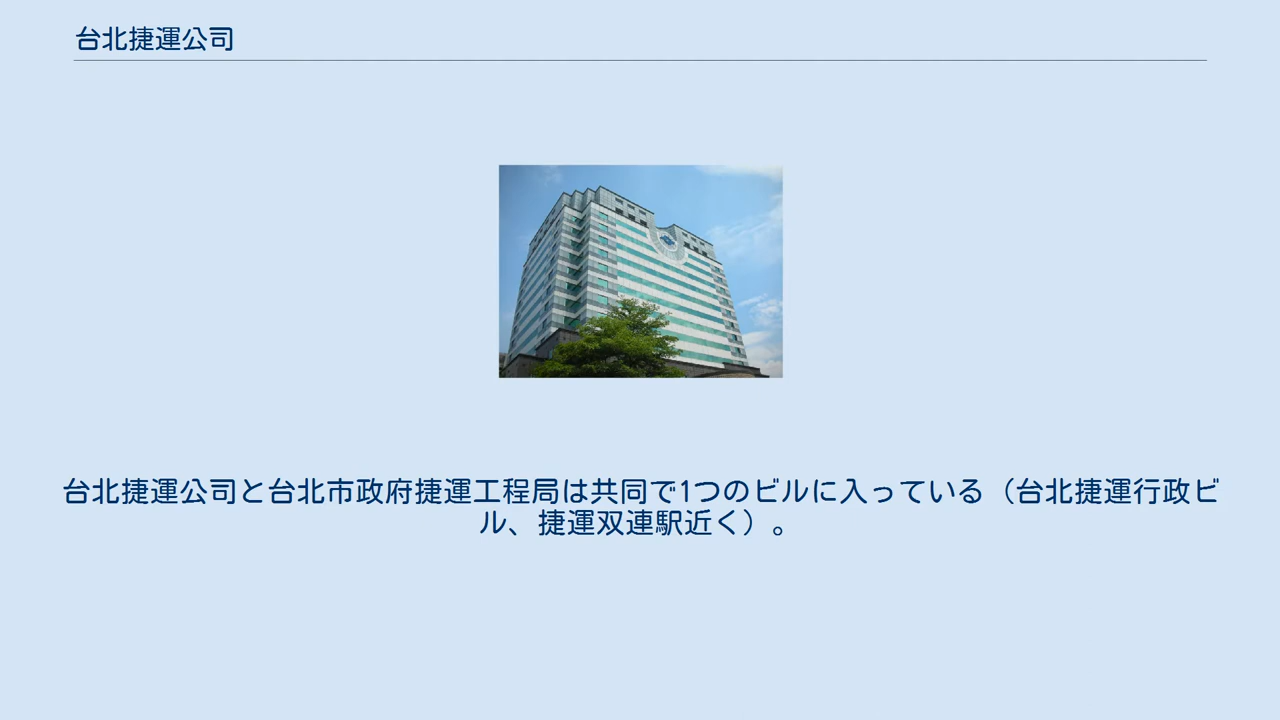 台北捷運公司
台北捷運公司と台北市政府捷運工程局は共同で1つのビルに入っている（台北捷運行政ビ
ル、捷運双連駅近く）。